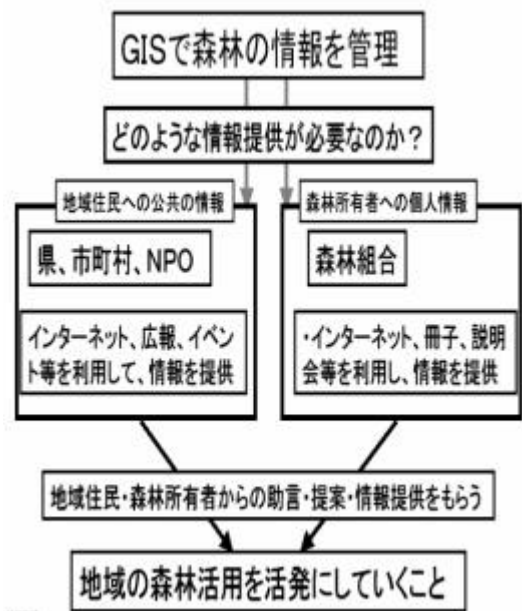 GISで森林の情報を管理
どのような情報提供が必要なのか？
地域住民への公共の情報
県、市町村、NPO
インターネット、広報、イベン
ト等を利用して、情報を提供
森林所有者への個人情報
森林組合
・インターネット、冊子、説明
会等を利用し、情報を提供
地域住民・森林所有者からの助言・提案・情報提供をもらう
地域の森林活用を活発にしていくこと